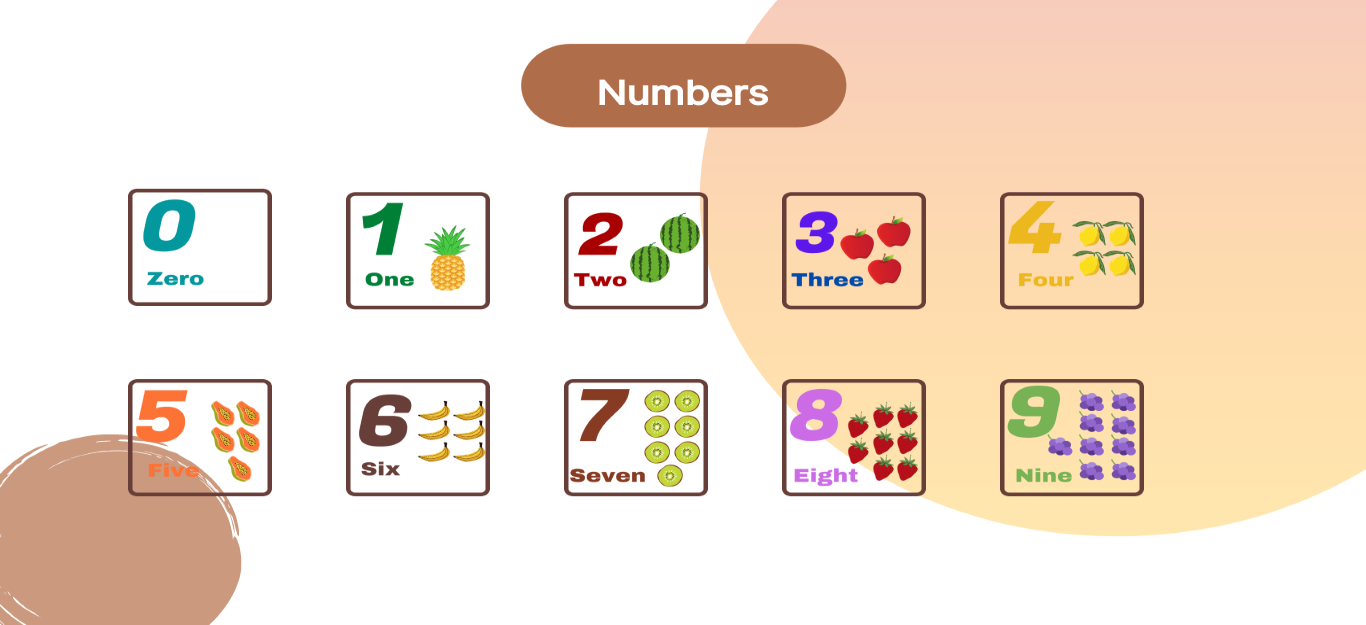 Numbers
0
Zero
1
One
2
Two
3
Three
4
Four
5
Five
6
Six
7
Seven
8
Eight
9
Nine